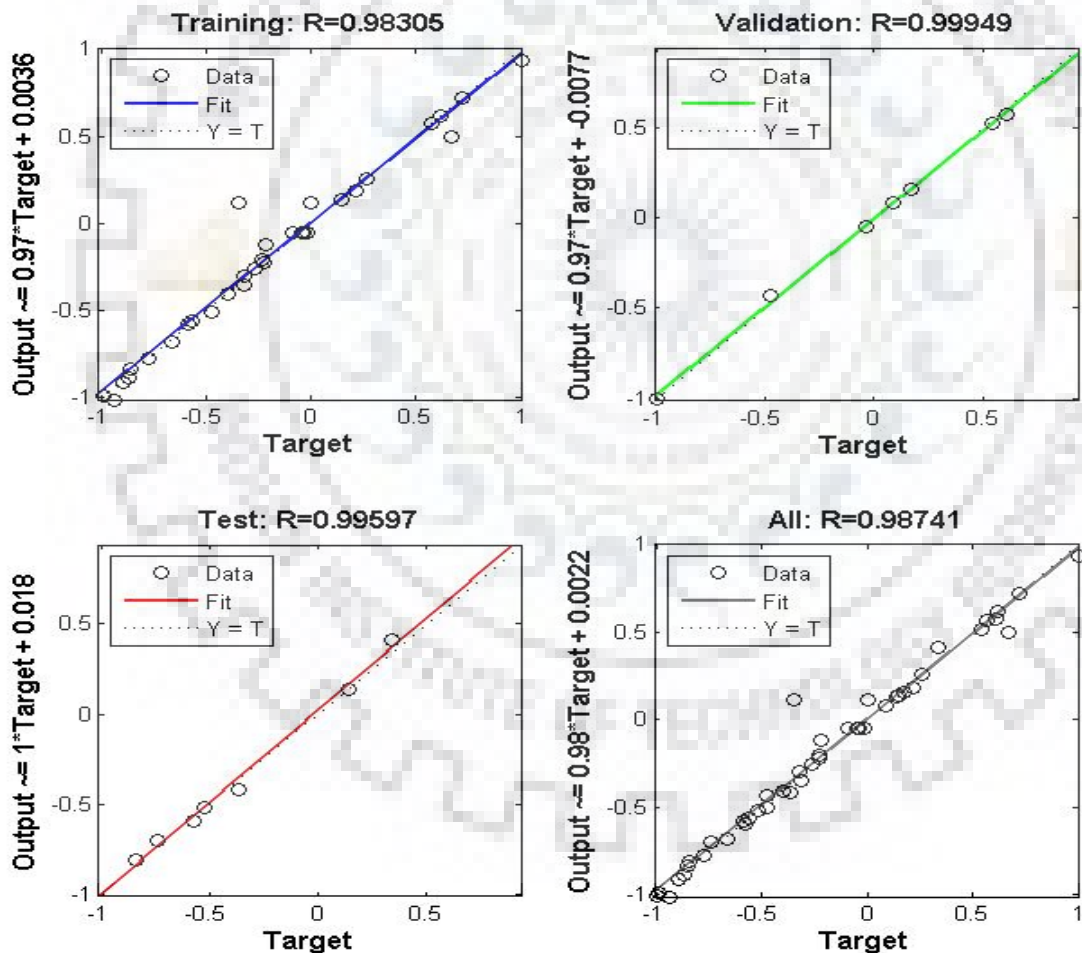 Training: R=0.98305
Output ~= 0.97*Target + 0.0036
1
0.5
0
-0.5
-1
Data
Fit
Y = T
-1
-0.5
0
0.5
1
Target
Validation: R=0.99949
Output ~= 0.97*Target + -0.0077
0.5
0
-0.5
-1
Data
Fit
Y = T
-1
-0.5
0
0.5
Target
Test: R=0.99597
Output ~= 1*Target + 0.018
0.5
0
-0.5
-1
Data
Fit
Y = T
-1
-0.5
0
0.5
Target
All: R=0.98741
Output ~= 0.98*Target + 0.0022
1
0.5
0
-0.5
-1
Data
Fit
Y = T
-1
-0.5
0
0.5
1
Target